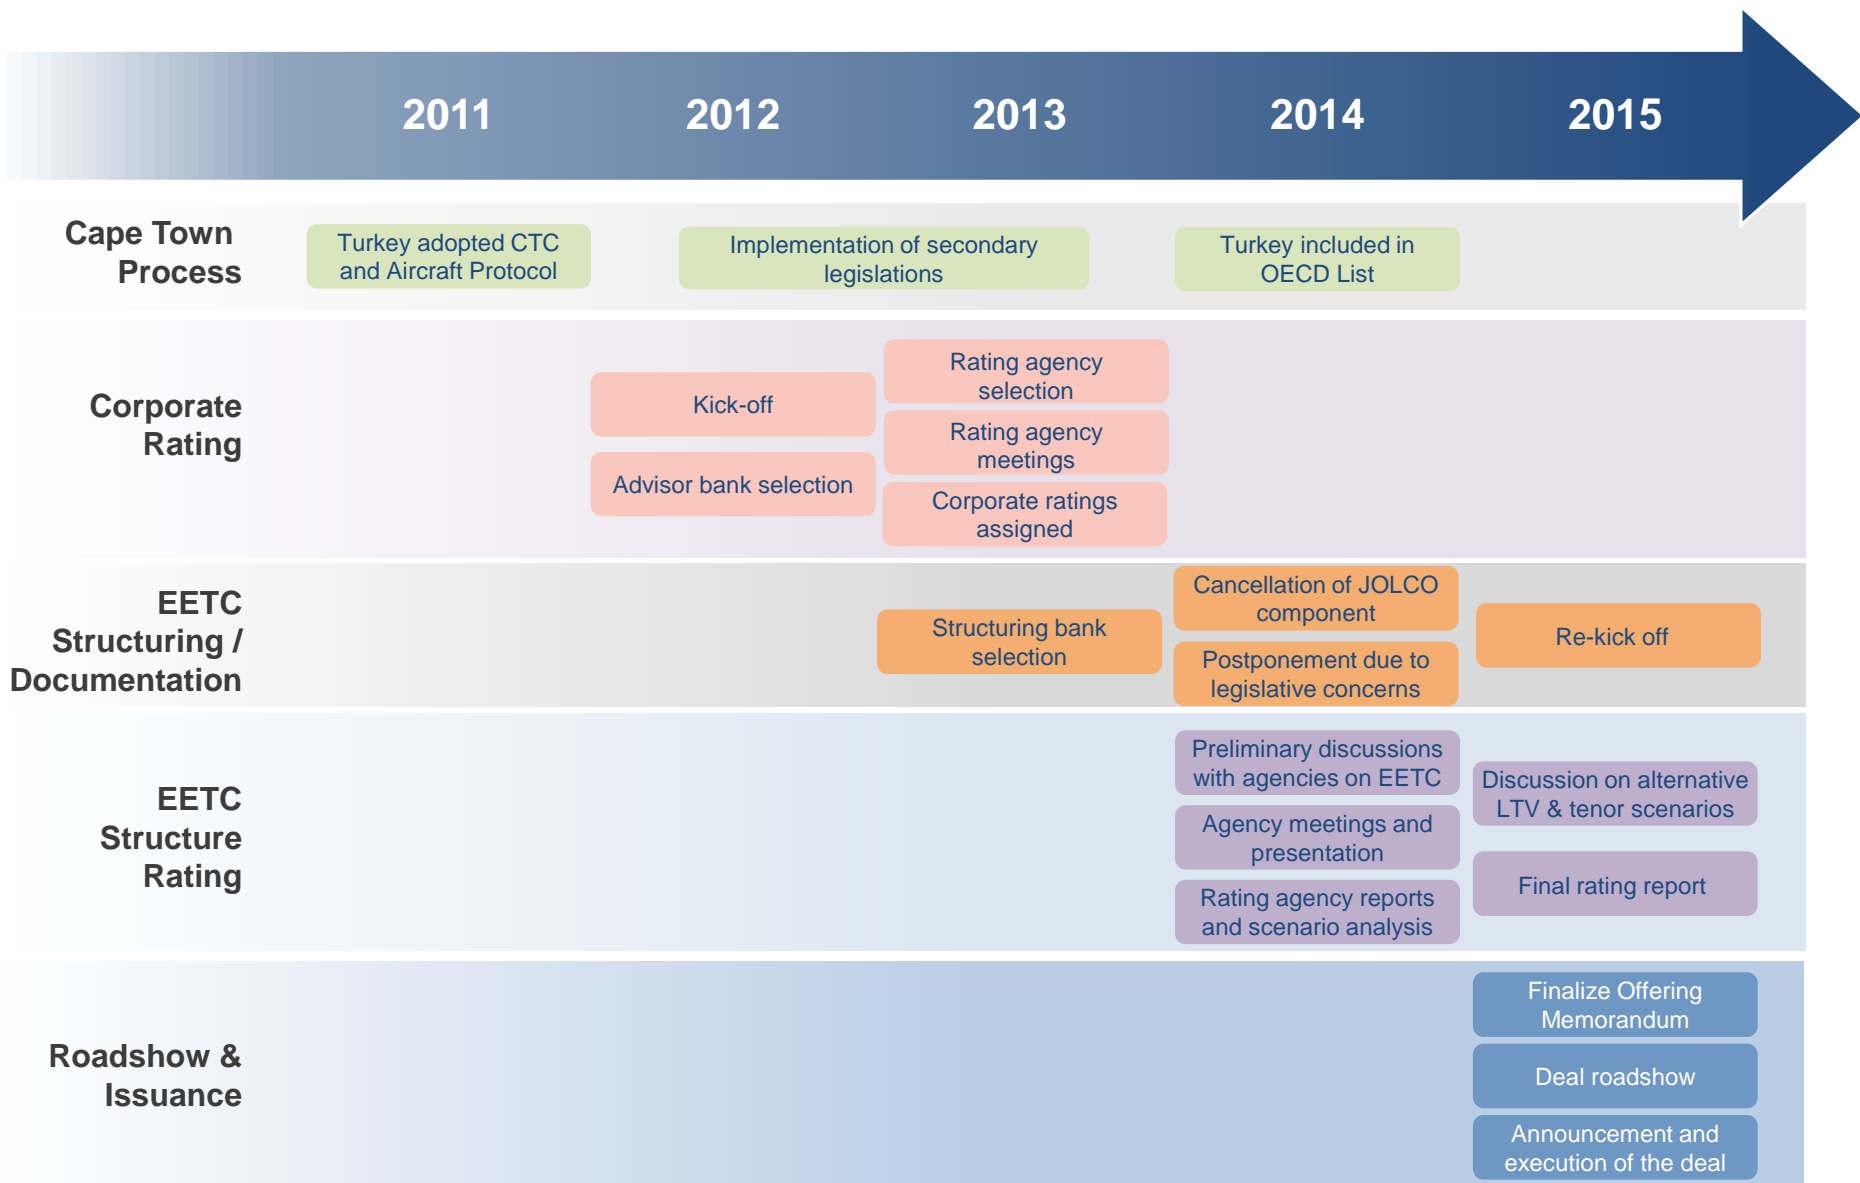 2011
2012
2013
2014
2015
Cape Town
Process
Turkey adopted CTC
and Aircraft Protocol
Implementation of secondary
legislations
Turkey included in
OECD List
Corporate
Rating
Kick-off
Advisor bank selection
Rating agency
selection
Rating agency
meetings
Corporate ratings
assigned
EETC
Structuring /
Documentation
Structuring bank
selection
Cancellation of JOLCO
component
Postponement due to
legislative concerns
Re-kick off
EETC
Structure
Rating
Preliminary discussions
with agencies on EETC
Agency meetings and
presentation
Rating agency reports
and scenario analysis
Discussion on alternative
LTV & tenor scenarios
Final rating report
Roadshow &
Issuance
Finalize Offering
Memorandum
Deal roadshow
Announcement and
execution of the deal